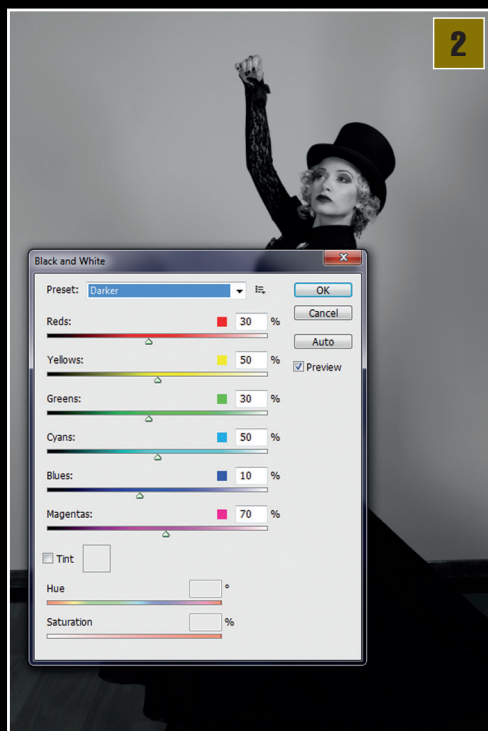 2
Black and White
Preset: Darker OK
Reds: 30 % Cancel
Auto
Yellows: 50 % Preview
Greens: 30 %
Cyans: 50 %
Blues: 10 %
Magentas: 70 %
Tint
Hue °
Saturation %